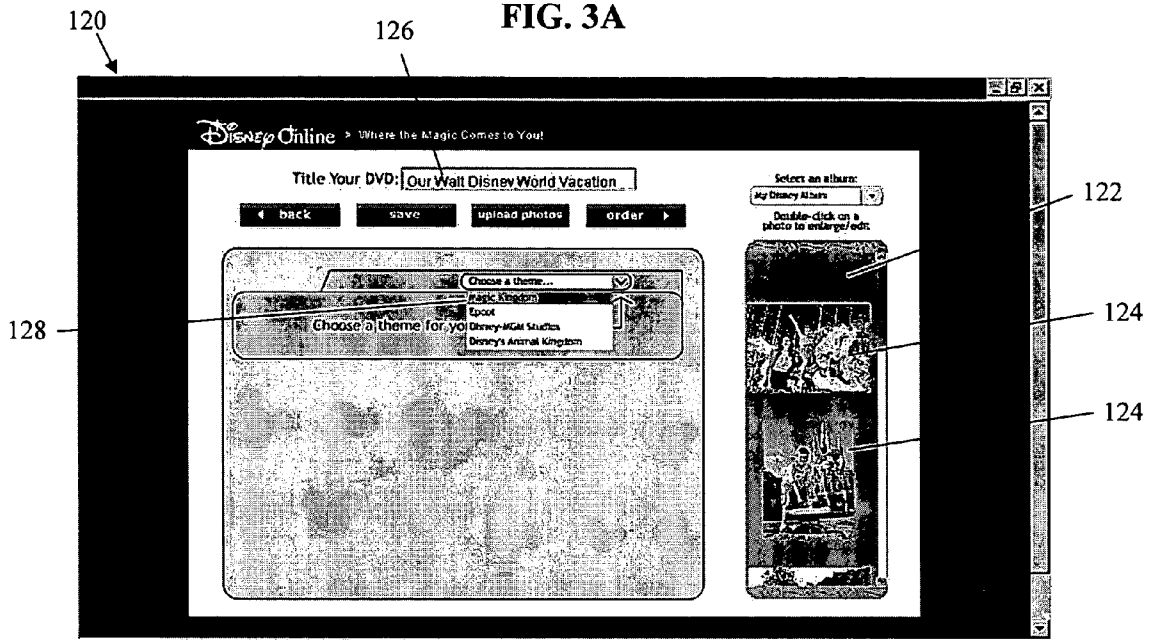 FIG. 3A
120
126
Disney Online > Where the Magic Comes to You!
Title Your DVD: Our Walt Disney World Vacation
Select an album:
My Disney Album
122
back save upload photos order
Double-click on a
photo to enlarge/edit
Choose a theme...
Magic Kingdom
128
Choose a theme for you
Epcot
Disney-MGM Studios
Disney's Animal Kingdom
124
124